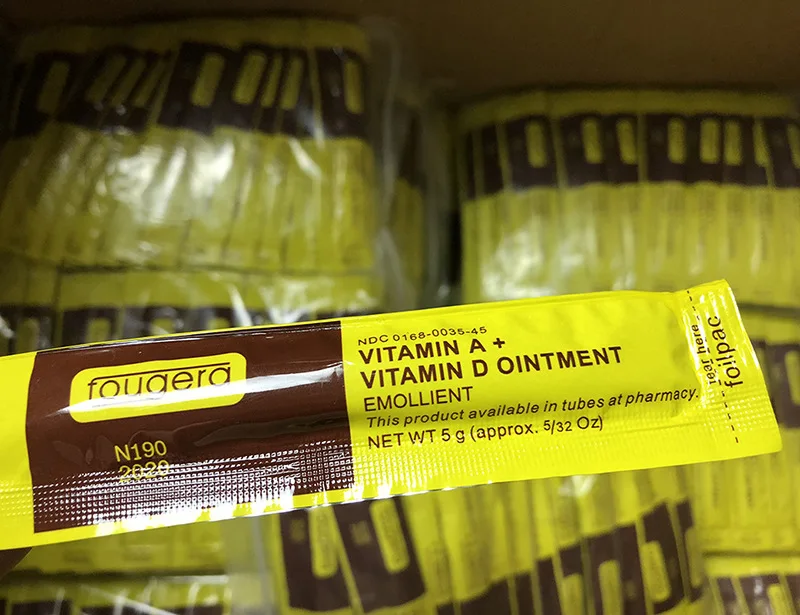 fougera
N190
2020
NDC 0168-0035-45
VITAMIN A +
VITAMIN D OINTMENT
EMOLLIENT
This product available in tubes at pharmacy.
NET WT 5 g (approx. 5/32 Oz)
tear here
foilpac